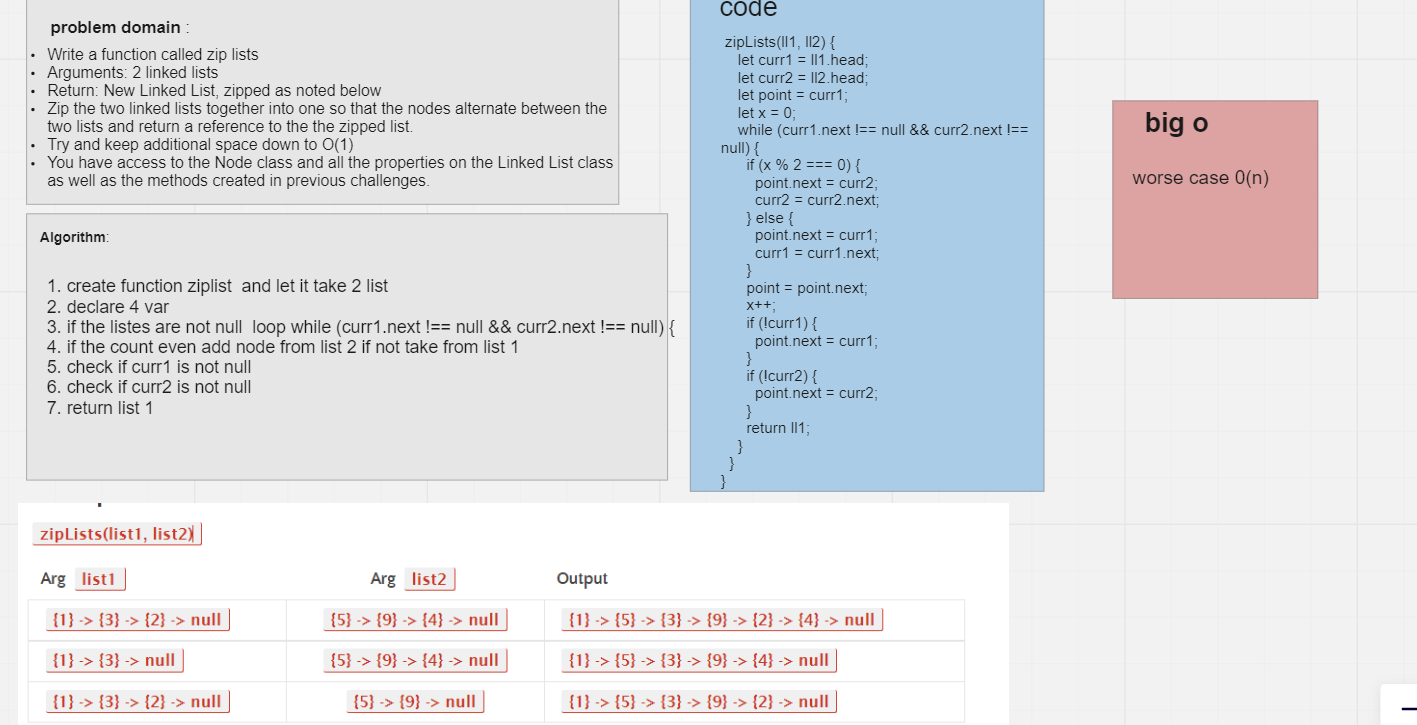 problem domain :
• Write a function called zip lists
• Arguments: 2 linked lists
• Return: New Linked List, zipped as noted below
• Zip the two linked lists together into one so that the nodes alternate between the
two lists and return a reference to the the zipped list.
• Try and keep additional space down to O(1)
• You have access to the Node class and all the properties on the Linked List class
as well as the methods created in previous challenges.
Algorithm:
1. create function ziplist  and let it take 2 list
2. declare 4 var
3. if the listes are not null  loop while (curr1.next !== null && curr2.next !== null) {
4. if the count even add node from list 2 if not take from list 1
5. check if curr1 is not null
6. check if curr2 is not null
7. return list 1
code
zipLists(ll1, ll2) {
let curr1 = ll1.head;
let curr2 = ll2.head;
let point = curr1;
let x = 0;
while (curr1.next !== null && curr2.next !==
null) {
if (x % 2 === 0) {
point.next = curr2;
curr2 = curr2.next;
} else {
point.next = curr1;
curr1 = curr1.next;
}
point = point.next;
x++;
if (!curr1) {
point.next = curr1;
}
if (!curr2) {
point.next = curr2;
}
return ll1;
}
}
}
big o
worse case 0(n)
zipLists(list1, list2)
Arg list1 Arg list2 Output
{1} -> {3} -> {2} -> null {5} -> {9} -> {4} -> null {1} -> {5} -> {3} -> {9} -> {2} -> {4} -> null
{1} -> {3} -> null {5} -> {9} -> {4} -> null {1} -> {5} -> {3} -> {9} -> {4} -> null
{1} -> {3} -> {2} -> null {5} -> {9} -> null {1} -> {5} -> {3} -> {9} -> {2} -> null